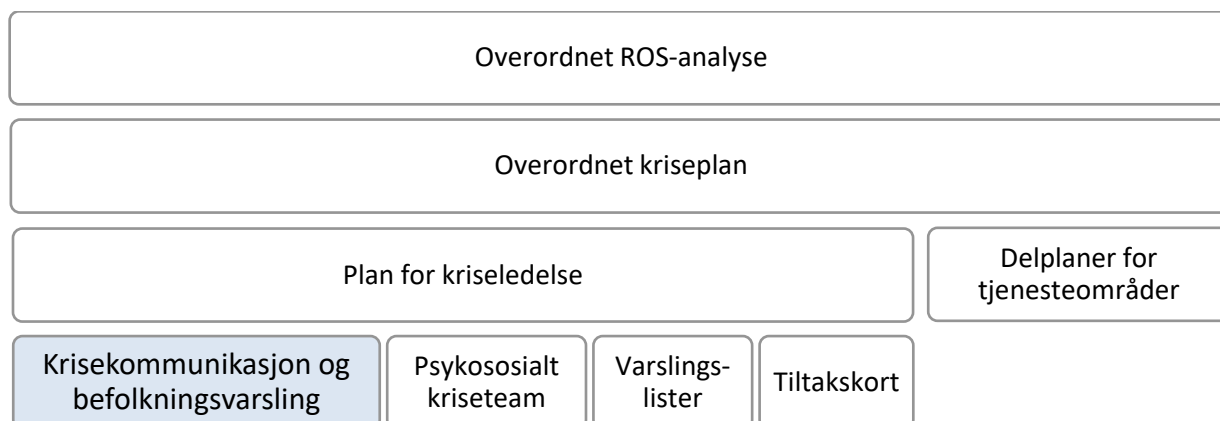 Overordnet ROS-analyse
Overordnet kriseplan
Plan for kriseledelse
Delplaner for
tjenesteområder
Krisekommunikasjon og
befolkningsvarsling
Psykososialt
kriseteam
Varslings-
lister
Tiltakskort